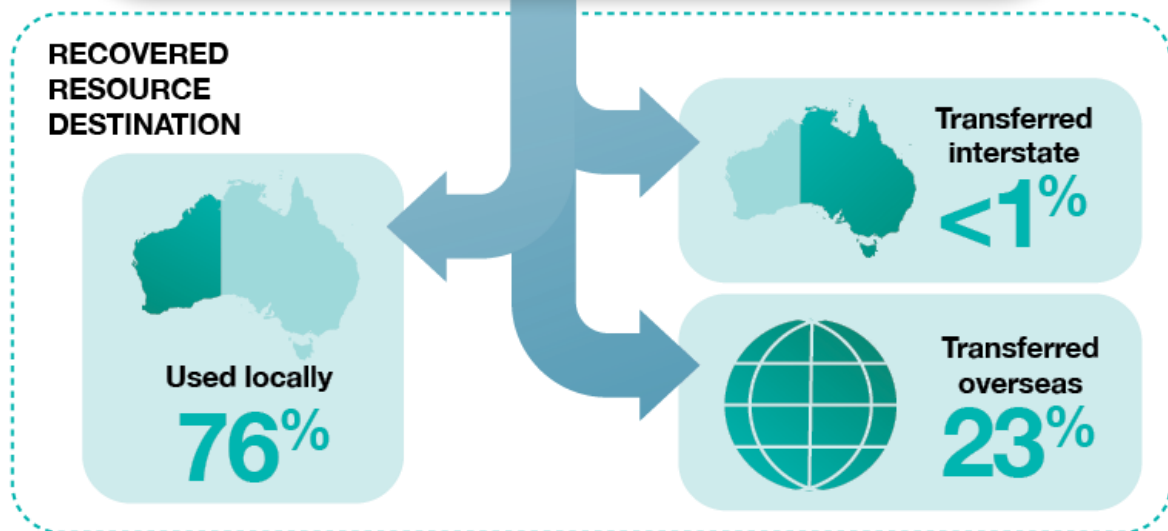 RECOVERED
RESOURCE
DESTINATION
Used locally
76%
Transferred
interstate
<1%
Transferred
overseas
23%